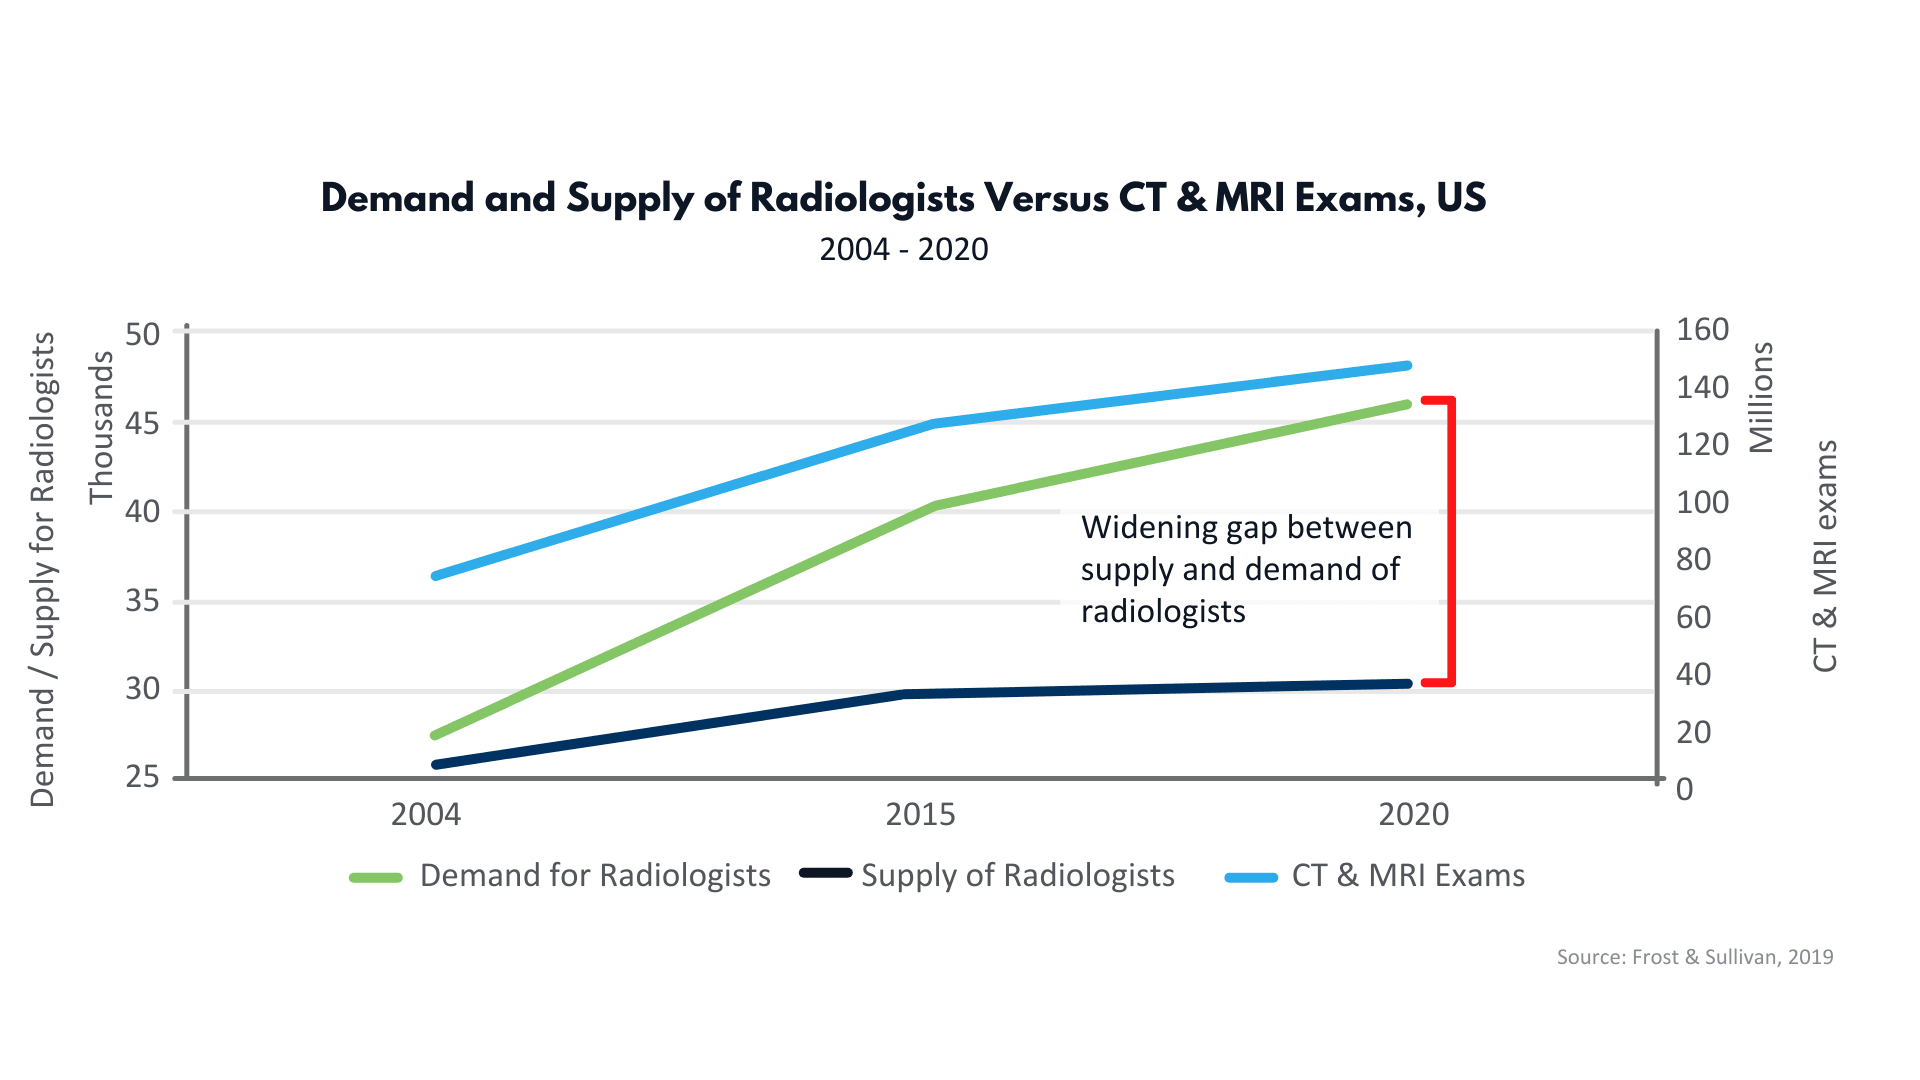 Demand and Supply of Radiologists Versus CT & MRI Exams, US
2004 - 2020
Demand / Supply for Radiologists
Thousands
50
45
40
35
30
25
160
140
120
100
80
60
40
20
0
Millions
CT & MRI exams
Widening gap between
supply and demand of
radiologists
2004 2015 2020
Demand for Radiologists Supply of Radiologists CT & MRI Exams
Source: Frost & Sullivan, 2019